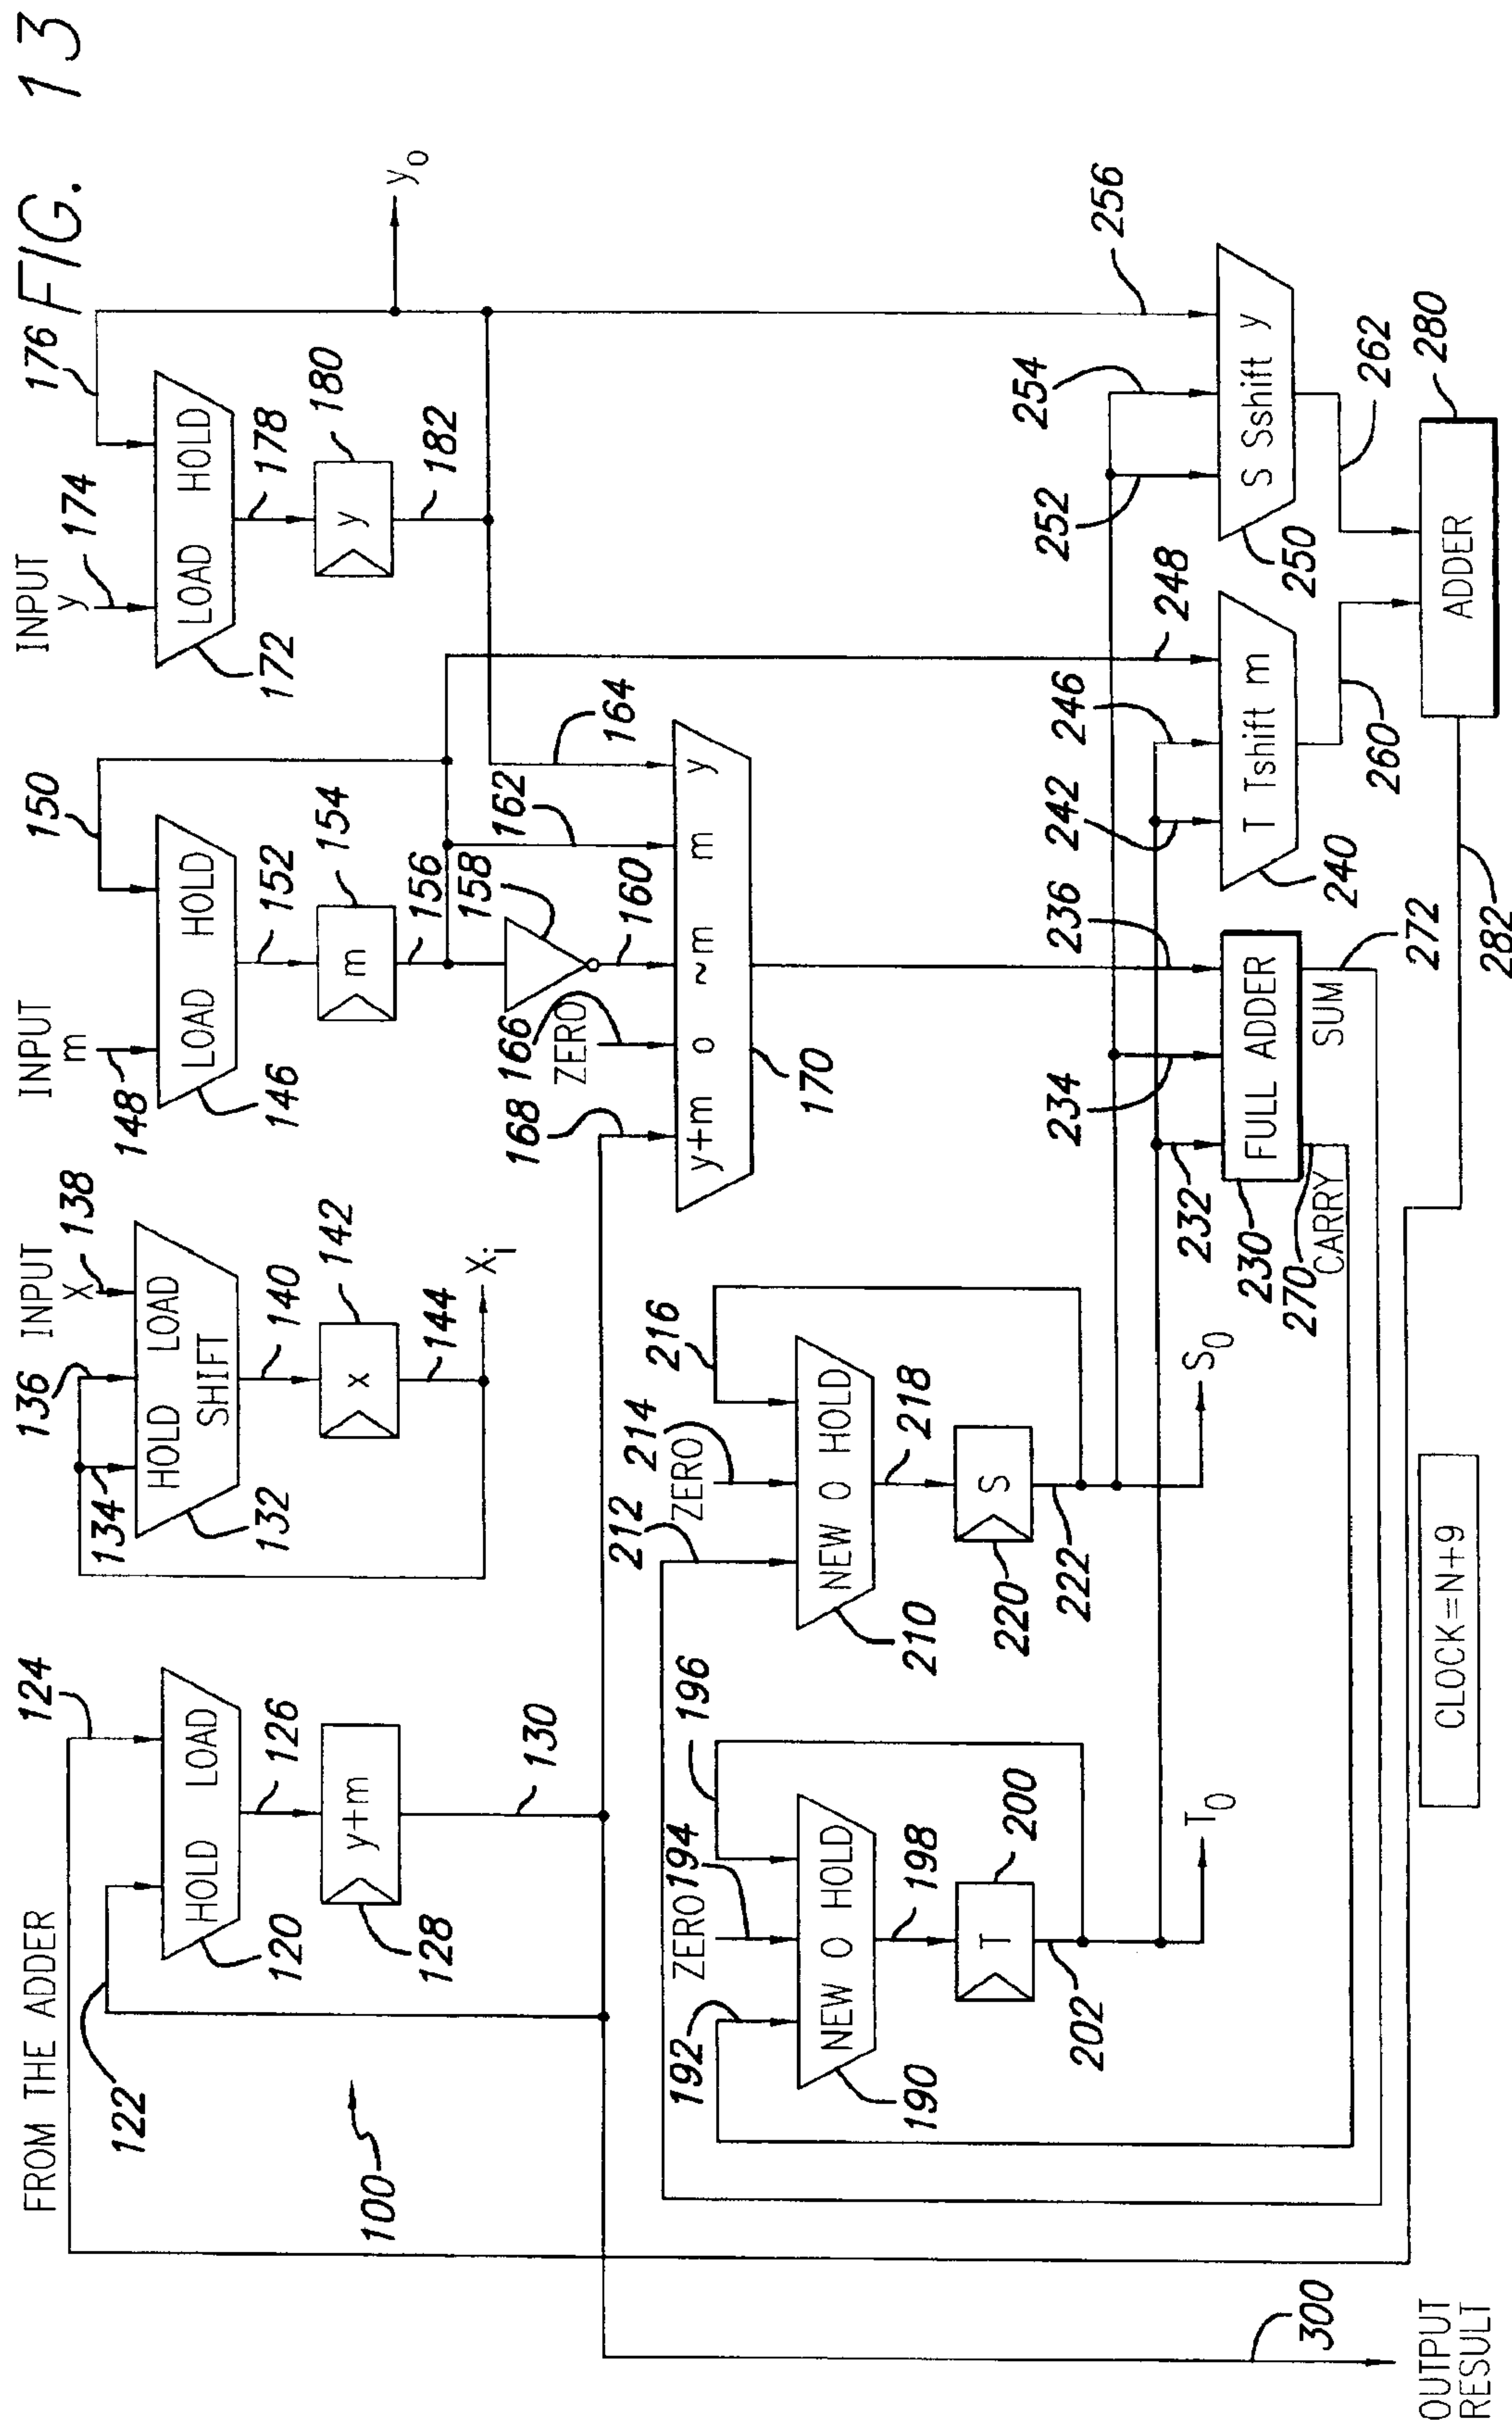 FIG. 13
FROM THE ADDER
122
124
HOLD LOAD
120
126
y+m
128
130
100
INPUT
X
134
136
138
HOLD LOAD
SHIFT
132
140
X
142
144
Xi
INPUT
m
148
150
LOAD HOLD
146
152
m
154
156
158
160
162
164
166
ZERO
168
y+m 0 ~m m y
170
INPUT
y
174
176
LOAD HOLD
172
178
y
180
182
y0
192
ZERO
194
196
NEW 0 HOLD
190
198
T
200
202
T0
212
ZERO
214
216
NEW 0 HOLD
210
218
S
220
222
S0
232
234
236
FULL ADDER
230
270
CARRY
SUM
272
242
246
248
T Tshift m
240
260
252
254
256
S Sshift y
250
262
ADDER
280
282
CLOCK=N+9
300
OUTPUT
RESULT